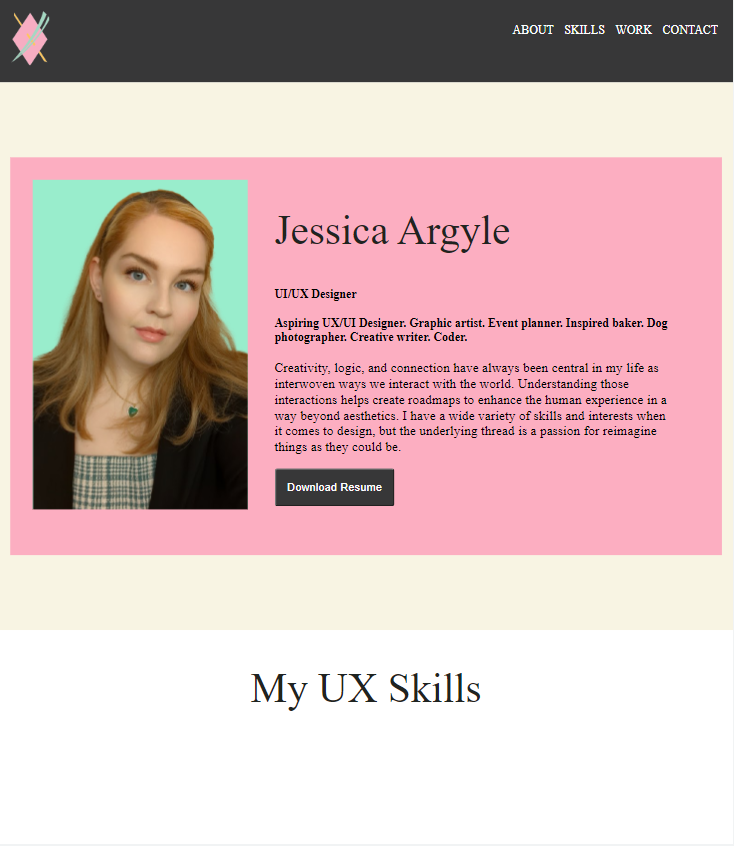 ABOUT SKILLS WORK CONTACT
Jessica Argyle
UI/UX Designer
Aspiring UX/UI Designer. Graphic artist. Event planner. Inspired baker. Dog
photographer. Creative writer. Coder.
Creativity, logic, and connection have always been central in my life as
interwoven ways we interact with the world. Understanding those
interactions helps create roadmaps to enhance the human experience in a
way beyond aesthetics. I have a wide variety of skills and interests when
it comes to design, but the underlying thread is a passion for reimagine
things as they could be.
Download Resume
My UX Skills